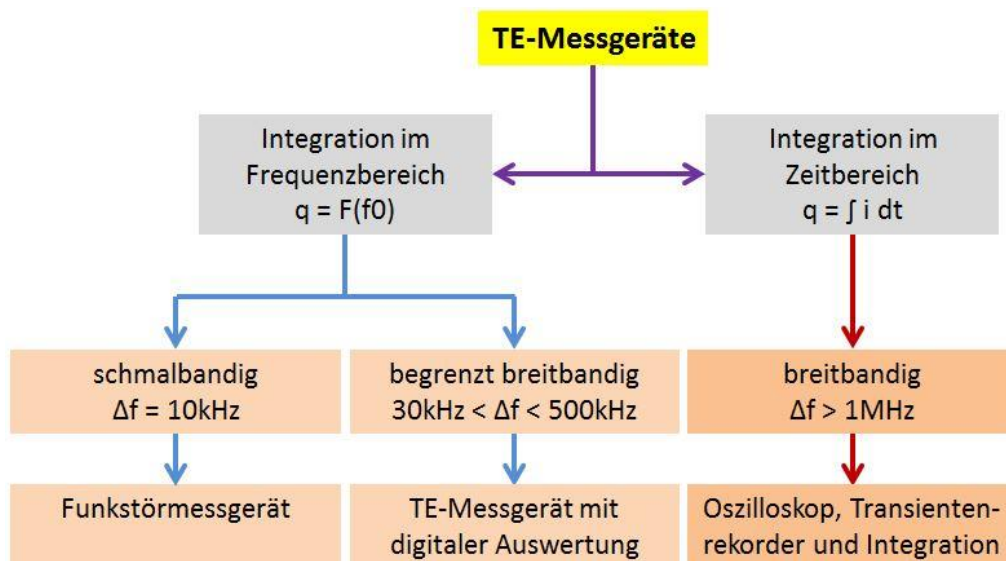 TE-Messgeräte
Integration im
Frequenzbereich
q = F(f0)
Integration im
Zeitbereich
q = ∫ i dt
schmalbandig
Δf = 10kHz
begrenzt breitbandig
30kHz < Δf < 500kHz
breitbandig
Δf > 1MHz
Funkstörmessgerät
TE-Messgerät mit
digitaler Auswertung
Oszilloskop, Transienten-
rekorder und Integration